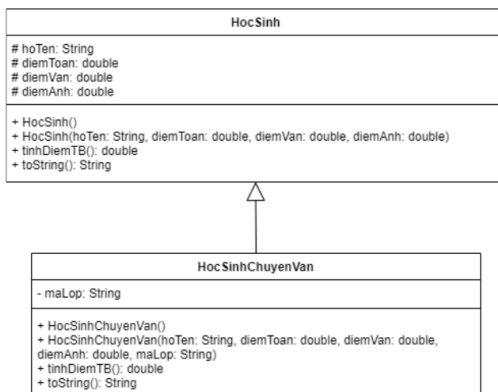 HocSinh
# hoTen: String
# diemToan: double
# diemVan: double
# diemAnh: double
+ HocSinh()
+ HocSinh(hoTen: String, diemToan: double, diemVan: double, diemAnh: double)
+ tinhDiemTB(): double
+ toString(): String
HocSinhChuyenVan
- maLop: String
+ HocSinhChuyenVan()
+ HocSinhChuyenVan(hoTen: String, diemToan: double, diemVan: double,
diemAnh: double, maLop: String)
+ tinhDiemTB(): double
+ toString(): String